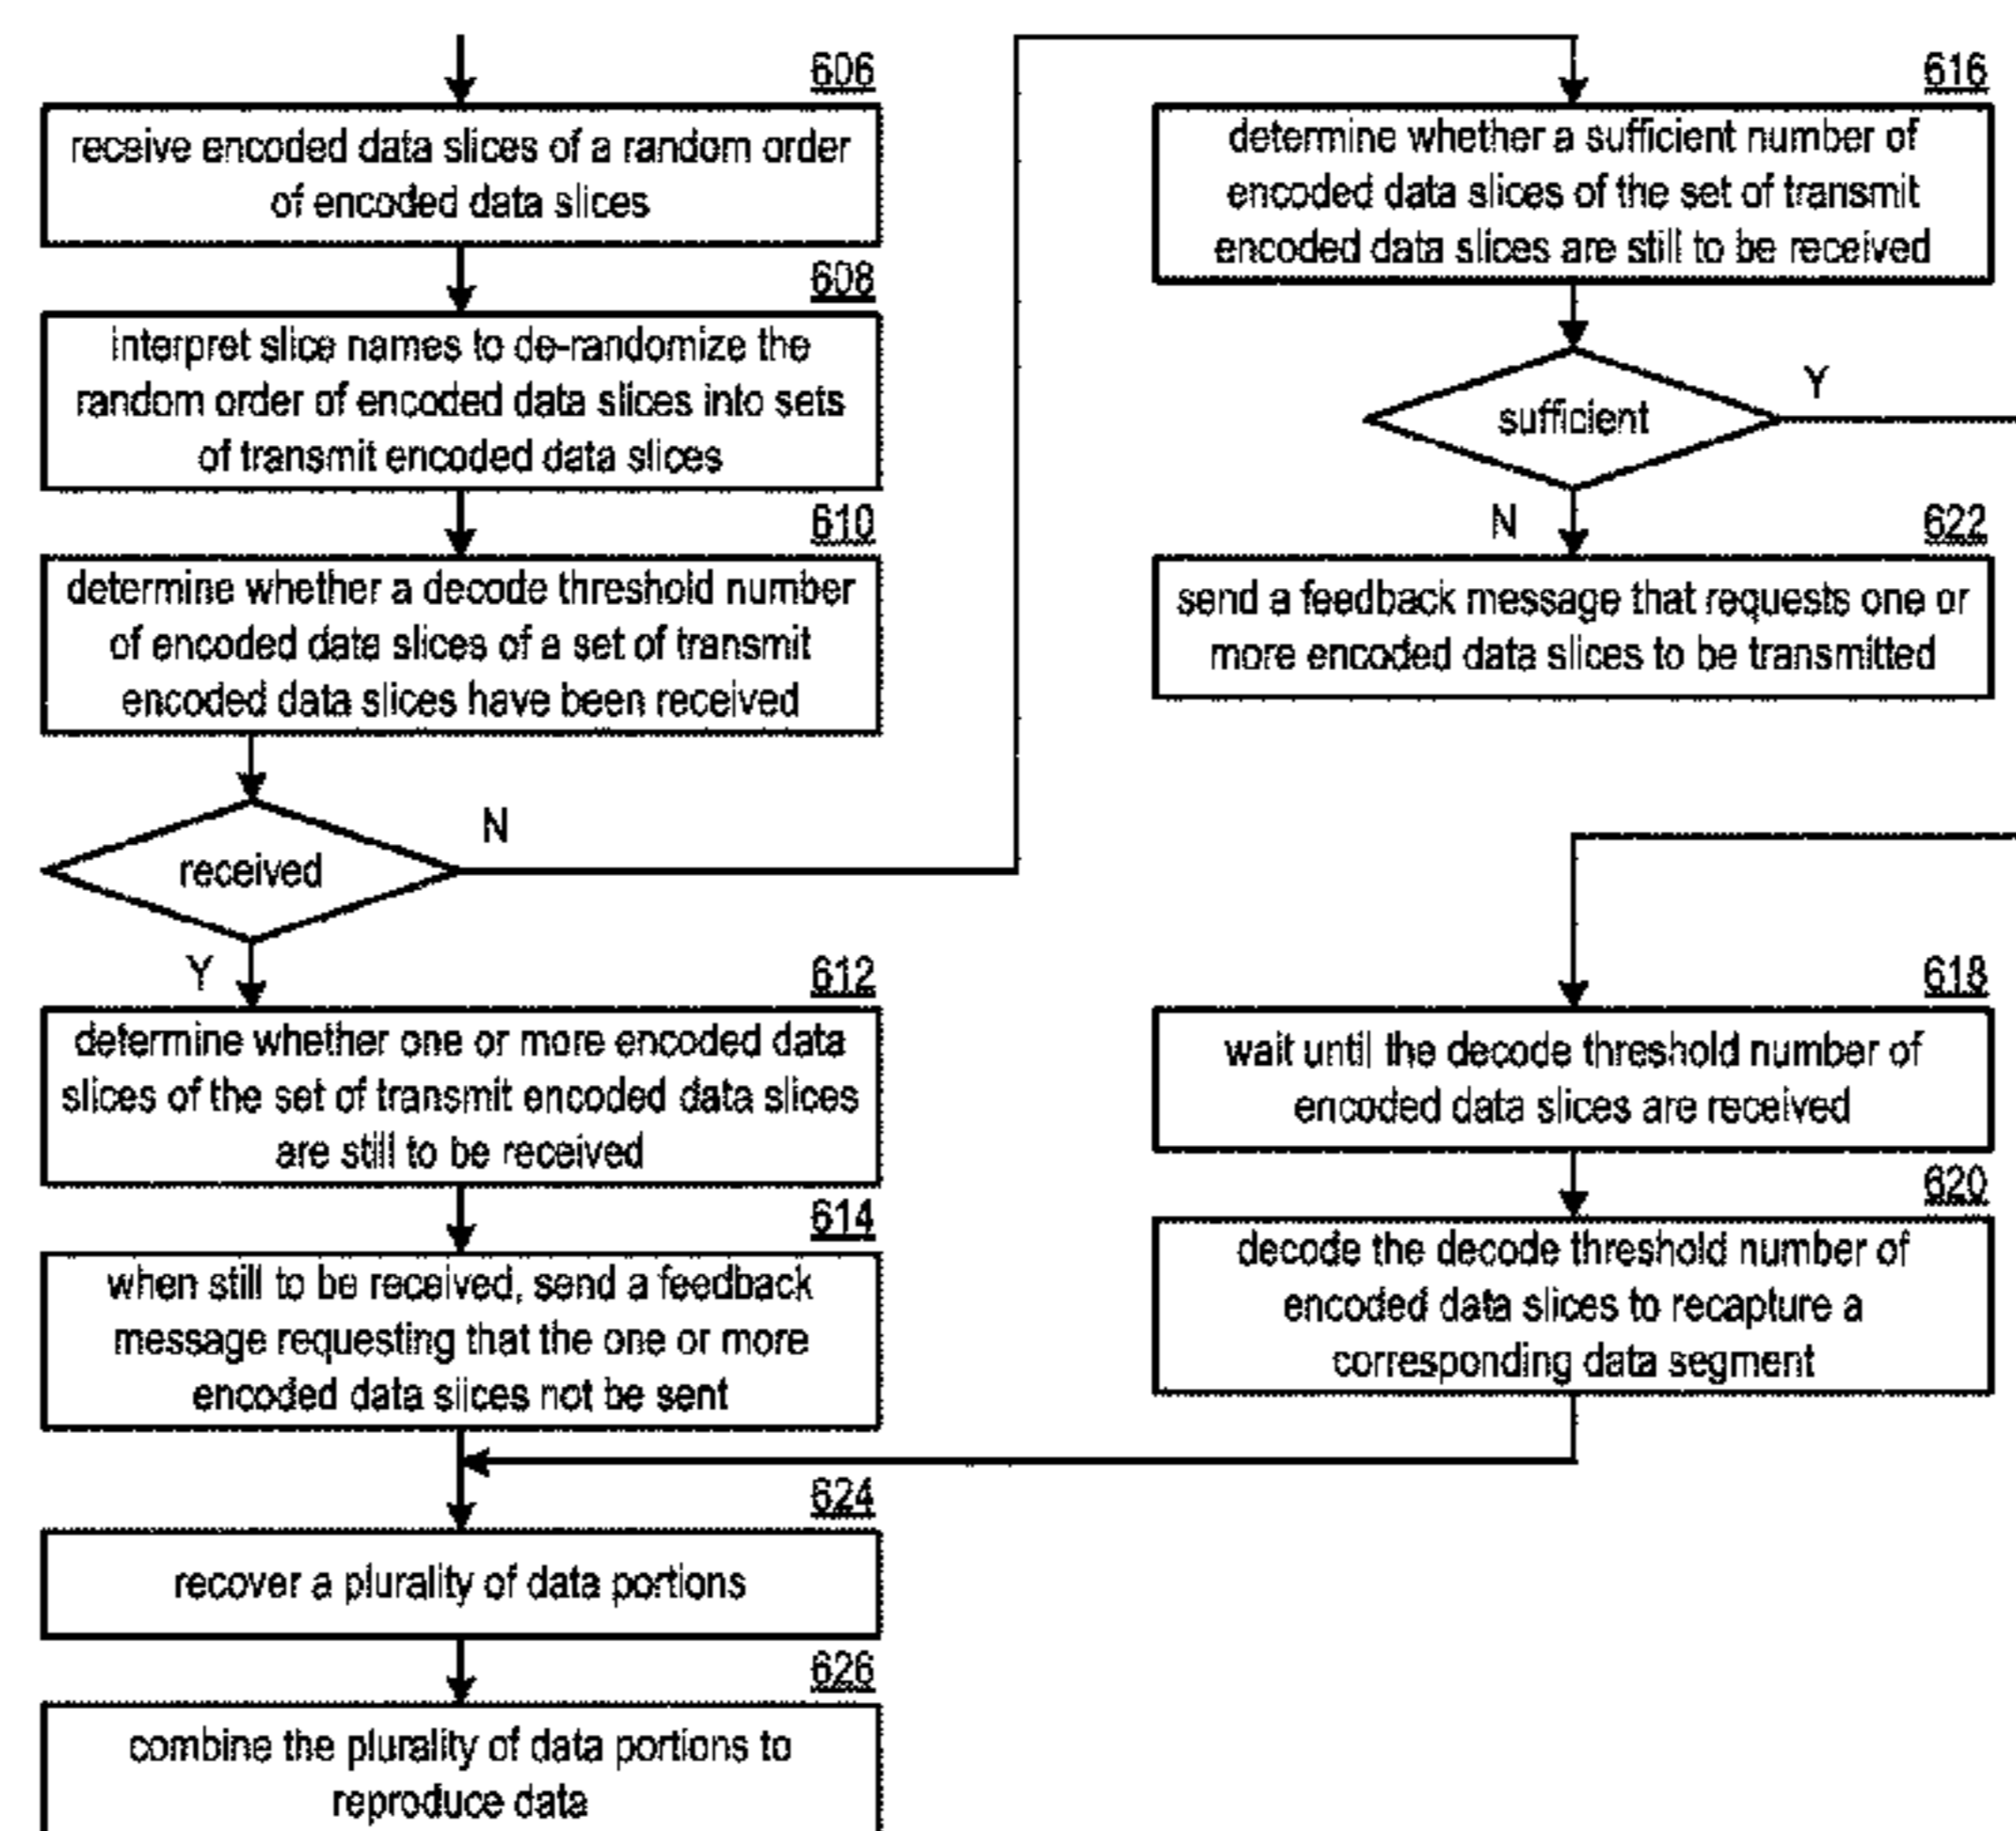 606
receive encoded data slices of a random order
of encoded data slices
608
interpret slice names to de-randomize the
random order of encoded data slices into sets
of transmit encoded data slices
610
determine whether a decode threshold number
of encoded data slices of a set of transmit
encoded data slices have been received
N
received
Y
612
determine whether one or more encoded data
slices of the set of transmit encoded data slices
are still to be received
614
when still to be received, send a feedback
message requesting that the one or more
encoded data slices not be sent
624
recover a plurality of data portions
626
combine the plurality of data portions to
reproduce data
616
determine whether a sufficient number of
encoded data slices of the set of transmit
encoded data slices are still to be received
Y
sufficient
N
622
send a feedback message that requests one or
more encoded data slices to be transmitted
618
wait until the decode threshold number of
encoded data slices are received
620
decode the decode threshold number of
encoded data slices to recapture a
corresponding data segment